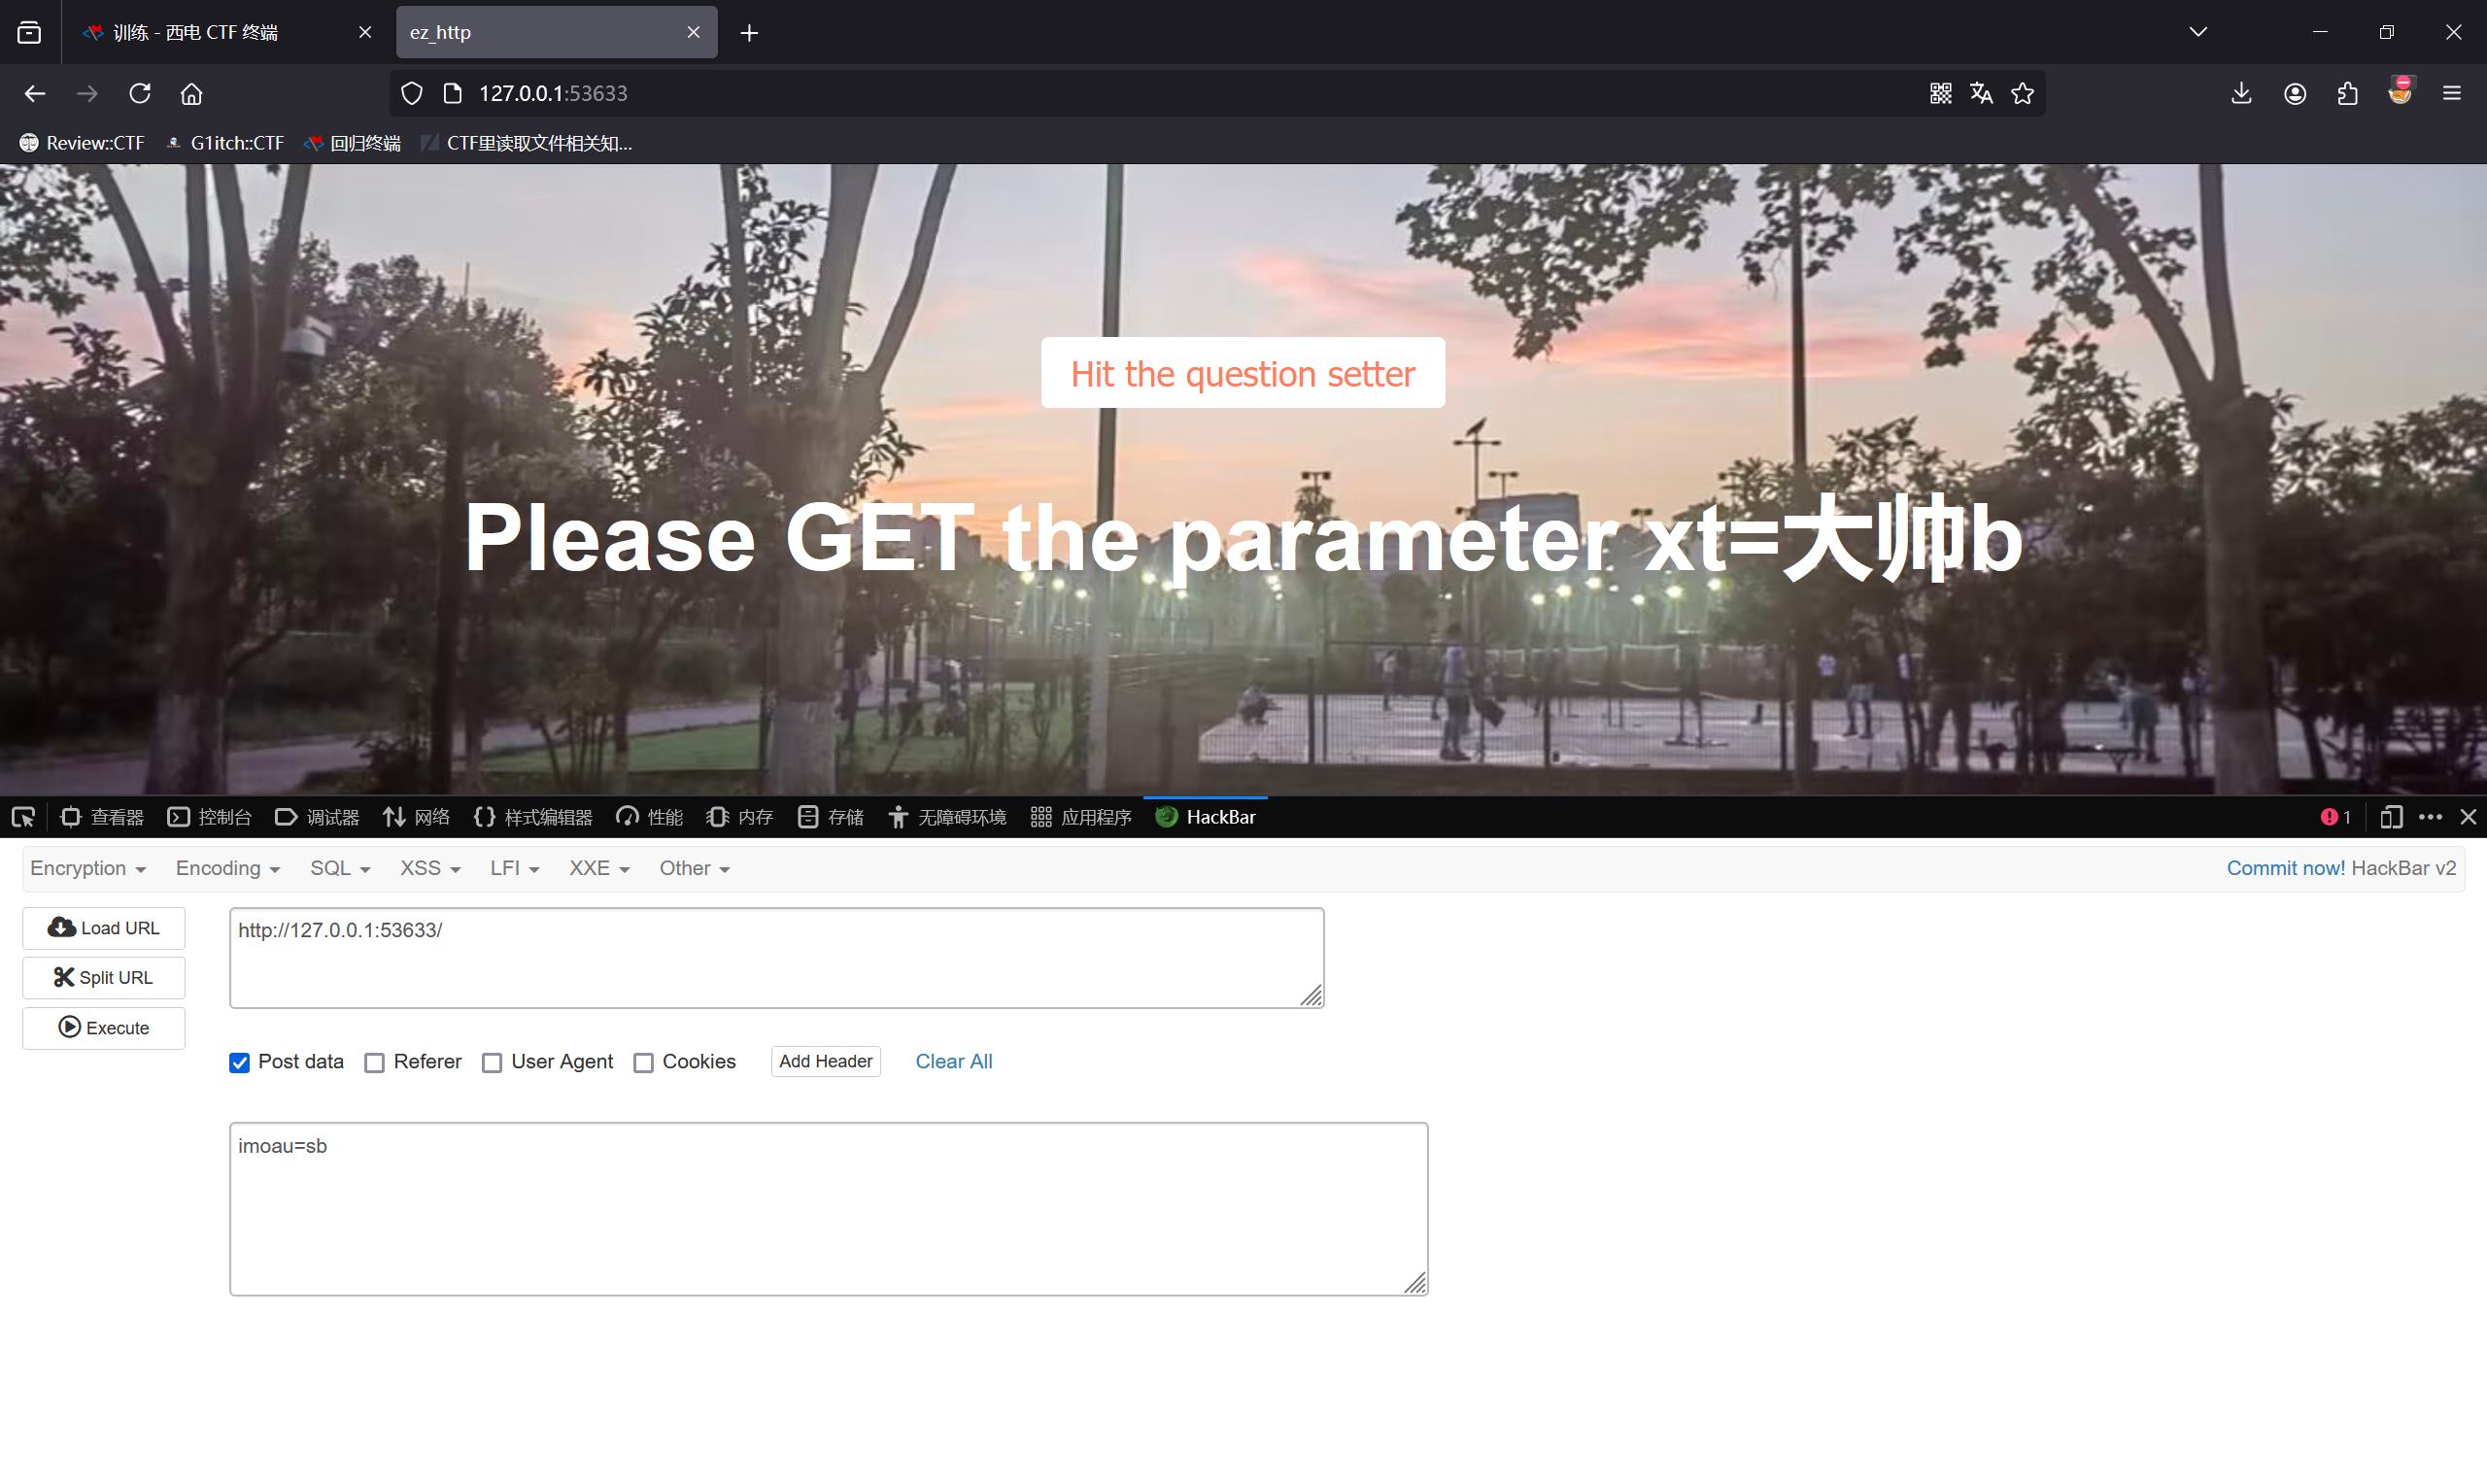 训练 - 西电 CTF 终端
ez_http
127.0.0.1:53633
Review::CTF
G1itch::CTF
回归终端
CTF里读取文件相关知...
Hit the question setter
Please GET the parameter xt=大帅b
查看器
控制台
调试器
网络
样式编辑器
性能
内存
存储
无障碍环境
应用程序
HackBar
1
Encryption
Encoding
SQL
XSS
LFI
XXE
Other
Commit now! HackBar v2
Load URL
http://127.0.0.1:53633/
Split URL
Execute
Post data
Referer
User Agent
Cookies
Add Header
Clear All
imoau=sb